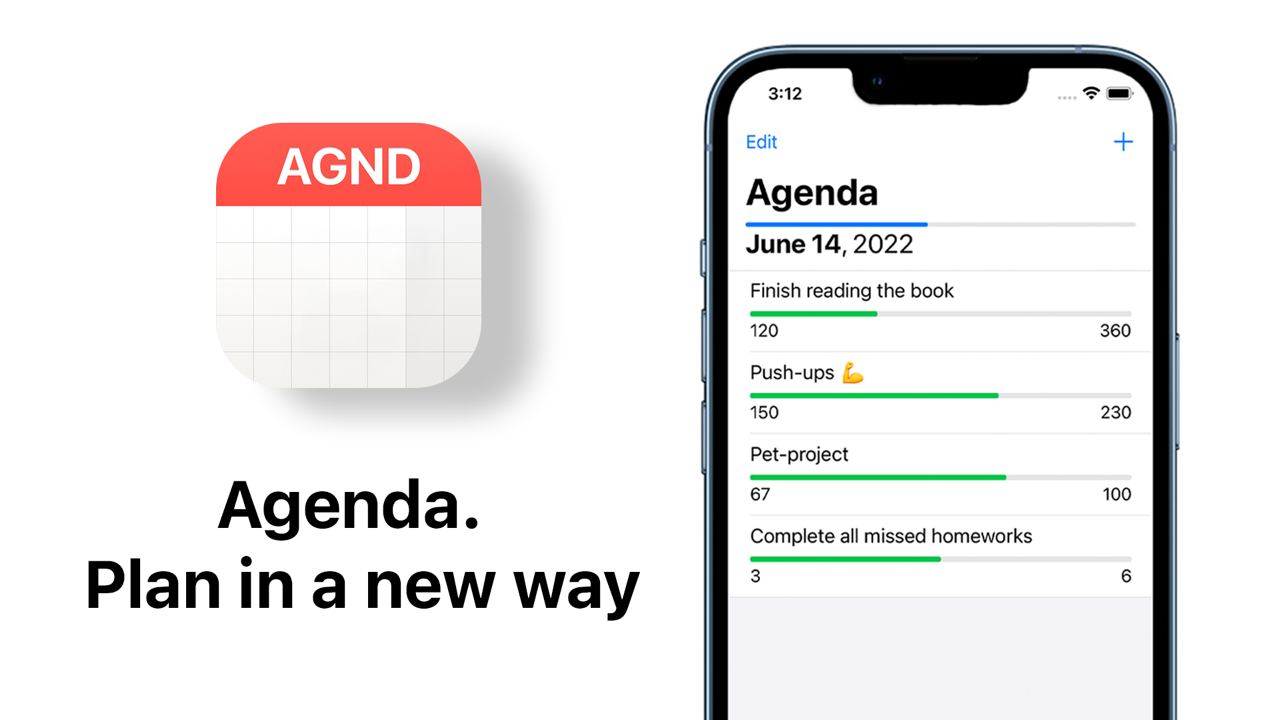 AGND
Agenda.
Plan in a new way
3:12
Edit
+
Agenda
June 14, 2022
Finish reading the book
120 360
Push-ups 💪
150 230
Pet-project
67 100
Complete all missed homeworks
3 6